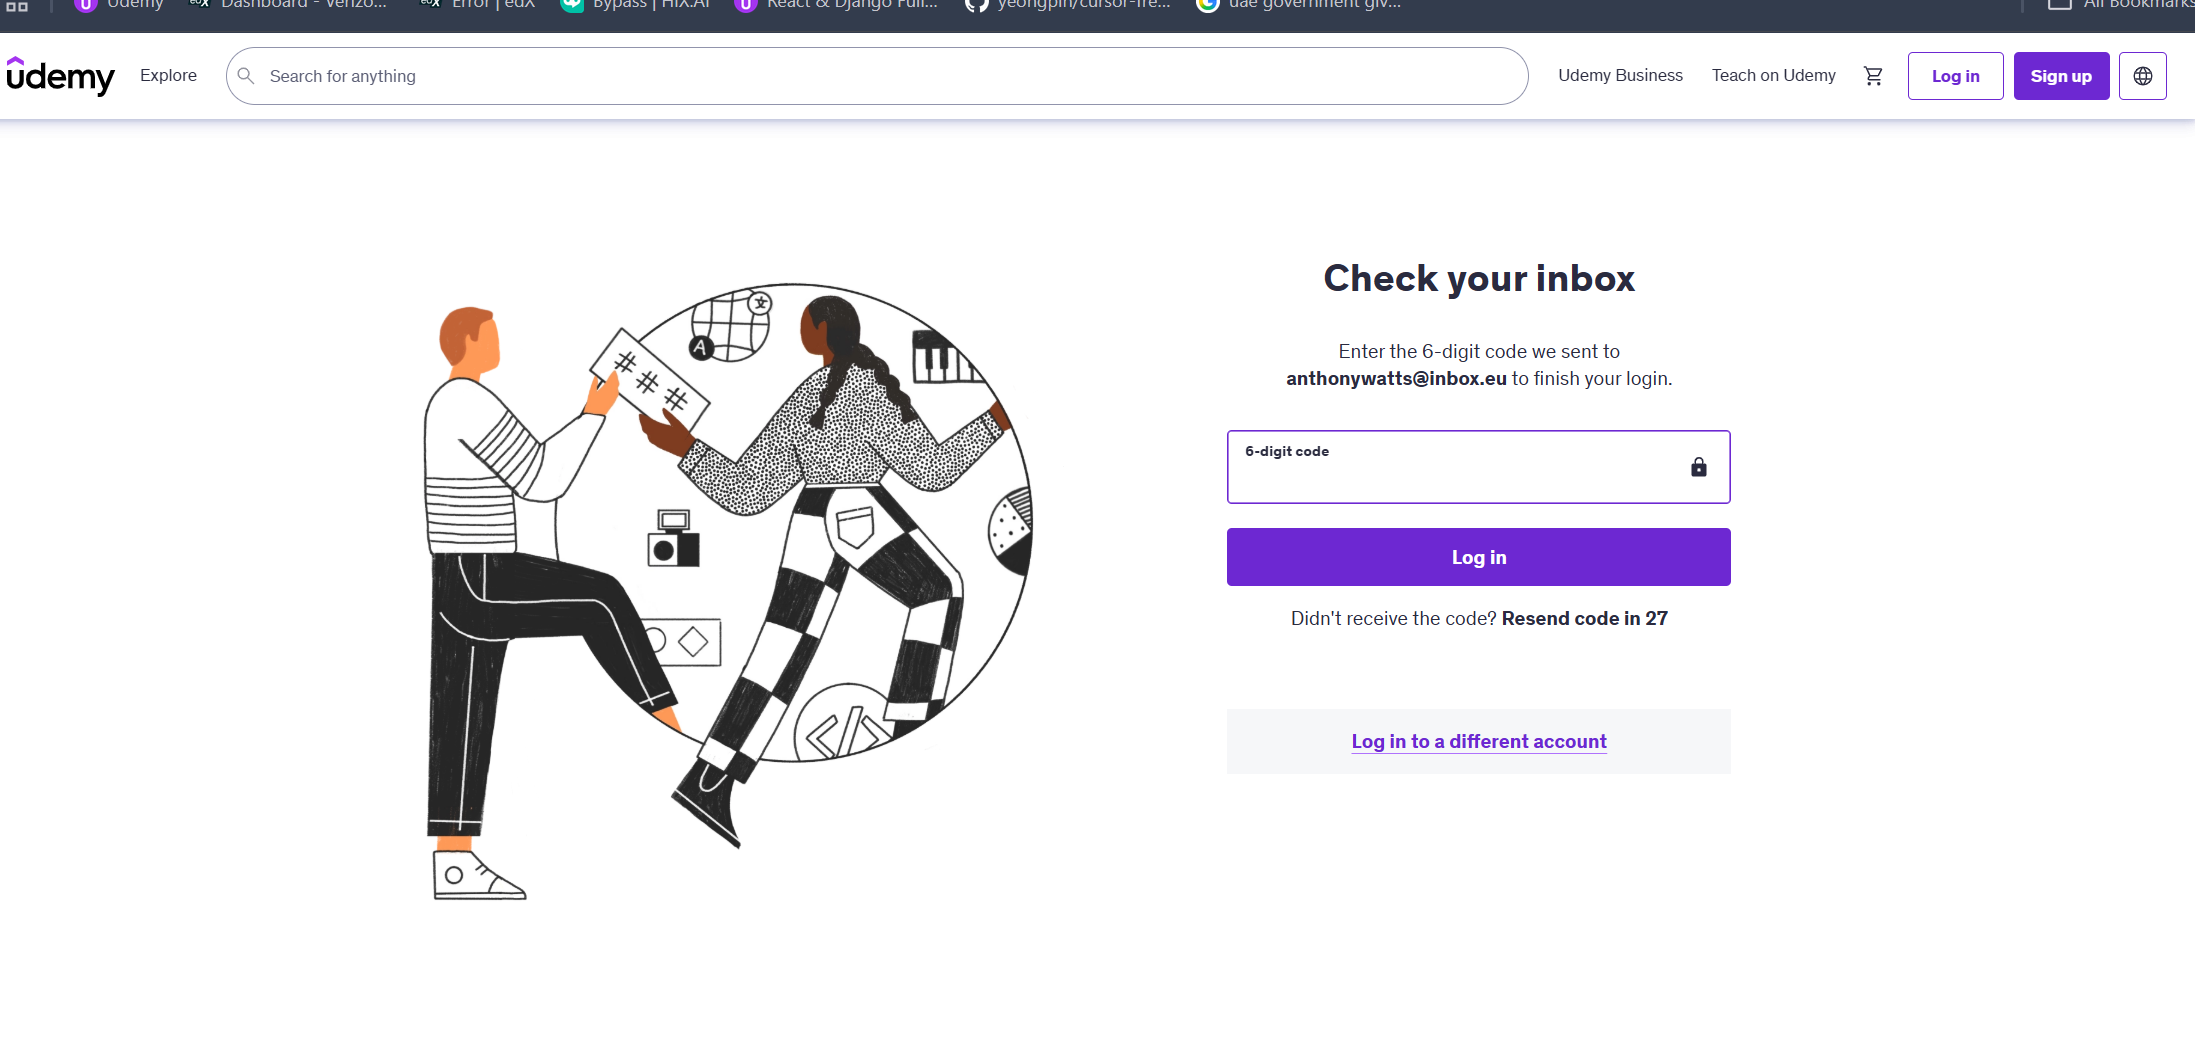 Udemy
Dashboard - Verizo...
Error | edX
Bypass | HIX.AI
React & Django Full...
yeongpin/cursor-fre...
uae government giv...
All Bookmarks
udemy
Explore
Search for anything
Udemy Business
Teach on Udemy
Log in
Sign up
Check your inbox
Enter the 6-digit code we sent to
anthonywatts@inbox.eu to finish your login.
6-digit code
Log in
Didn't receive the code? Resend code in 27
Log in to a different account
###
A
文